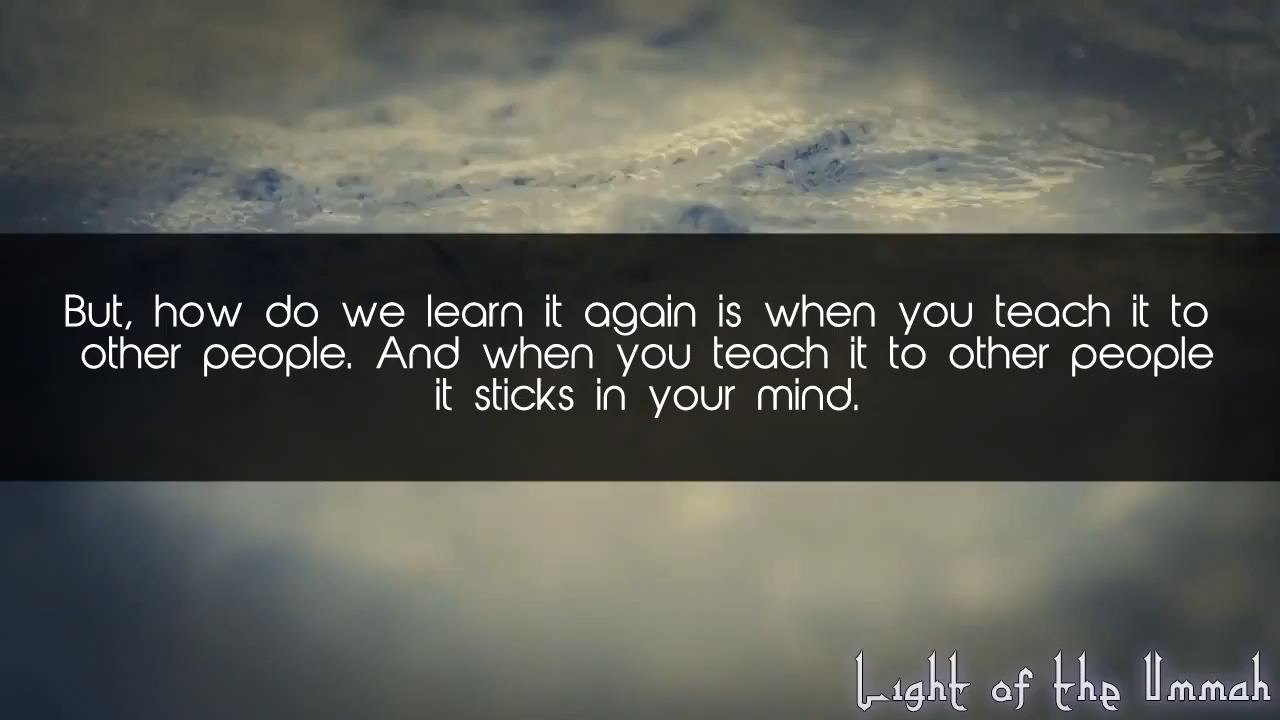 But, how do we learn it again is when you teach it to
other people. And when you teach it to other people
it sticks in your mind.
Light of the Ummah